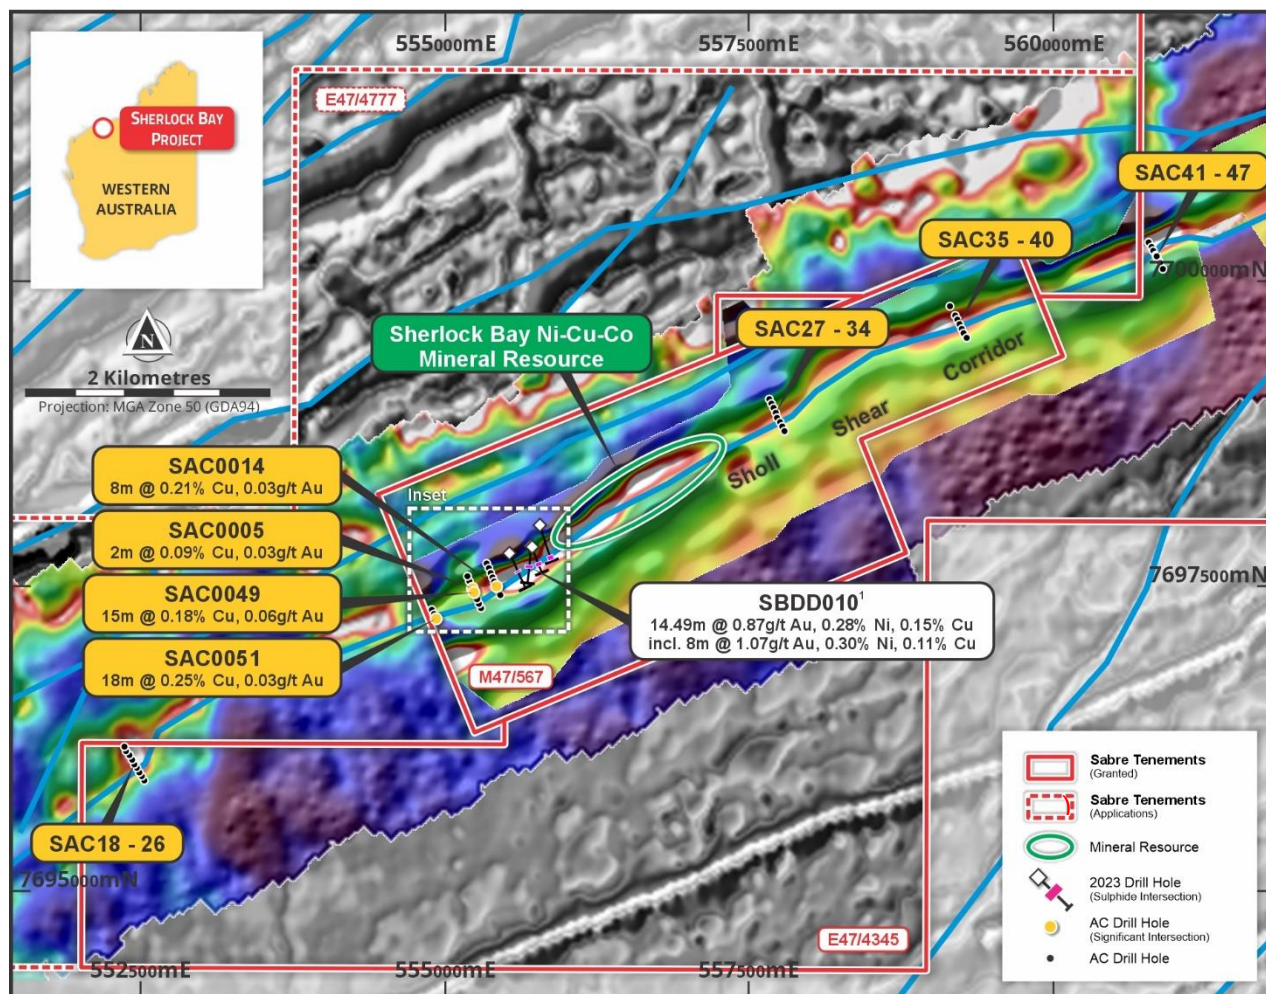 555000mE
557500mE
560000mE
E47/4777
SHERLOCK BAY
PROJECT
WESTERN
AUSTRALIA
SAC41 - 47
SAC35 - 40
7700000mN
Sherlock Bay Ni-Cu-Co
Mineral Resource
SAC27 - 34
N
2 Kilometres
Projection: MGA Zone 50 (GDA94)
Sholl Shear Corridor
SAC0014
8m @ 0.21% Cu, 0.03g/t Au
Inset
SAC0005
2m @ 0.09% Cu, 0.03g/t Au
7697500mN
SAC0049
15m @ 0.18% Cu, 0.06g/t Au
SBDD010¹
14.49m @ 0.87g/t Au, 0.28% Ni, 0.15% Cu
incl. 8m @ 1.07g/t Au, 0.30% Ni, 0.11% Cu
SAC0051
18m @ 0.25% Cu, 0.03g/t Au
M47/567
SAC18 - 26
7695000mN
E47/4345
552500mE
555000mE
557500mE
Sabre Tenements
(Granted)
Sabre Tenements
(Applications)
Mineral Resource
2023 Drill Hole
(Sulphide Intersection)
AC Drill Hole
(Significant Intersection)
AC Drill Hole